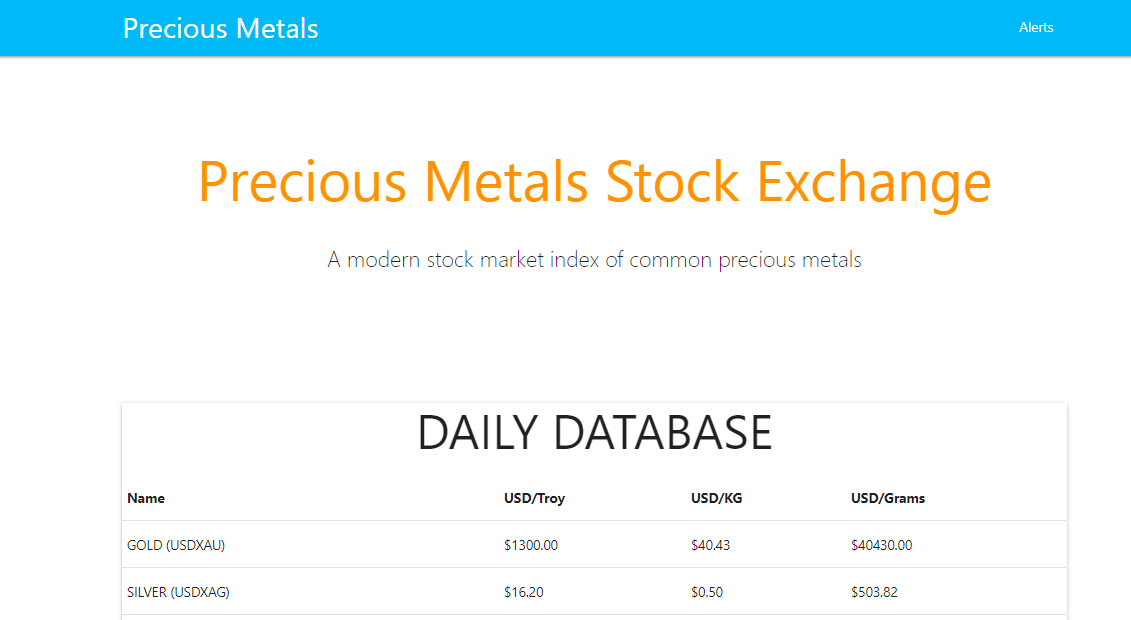 Precious Metals
Alerts
Precious Metals Stock Exchange
A modern stock market index of common precious metals
DAILY DATABASE
Name USD/Troy USD/KG USD/Grams
GOLD (USDXAU) $1300.00 $40.43 $40430.00
SILVER (USDXAG) $16.20 $0.50 $503.82